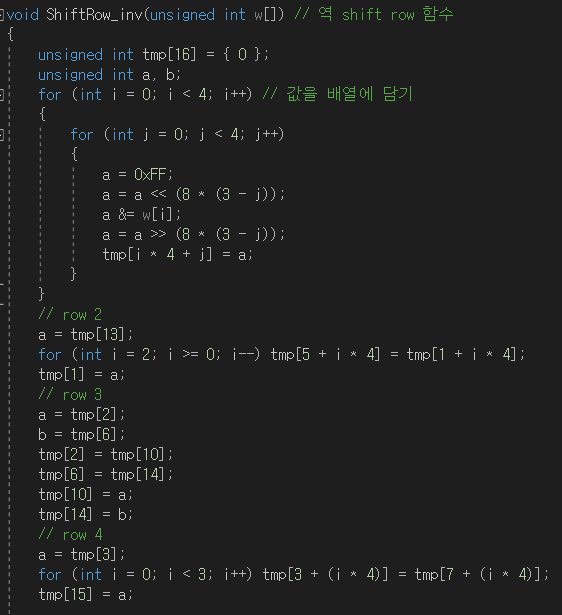 void ShiftRow_inv(unsigned int w[]) // 역 shift row 함수
{
unsigned int tmp[16] = { 0 };
unsigned int a, b;
for (int i = 0; i < 4; i++) // 값을 배열에 담기
{
for (int j = 0; j < 4; j++)
{
a = 0xFF;
a = a << (8 * (3 - j));
a &= w[i];
a = a >> (8 * (3 - j));
tmp[i * 4 + j] = a;
}
}
// row 2
a = tmp[13];
for (int i = 2; i >= 0; i--) tmp[5 + i * 4] = tmp[1 + i * 4];
tmp[1] = a;
// row 3
a = tmp[2];
b = tmp[6];
tmp[2] = tmp[10];
tmp[6] = tmp[14];
tmp[10] = a;
tmp[14] = b;
// row 4
a = tmp[3];
for (int i = 0; i < 3; i++) tmp[3 + (i * 4)] = tmp[7 + (i * 4)];
tmp[15] = a;